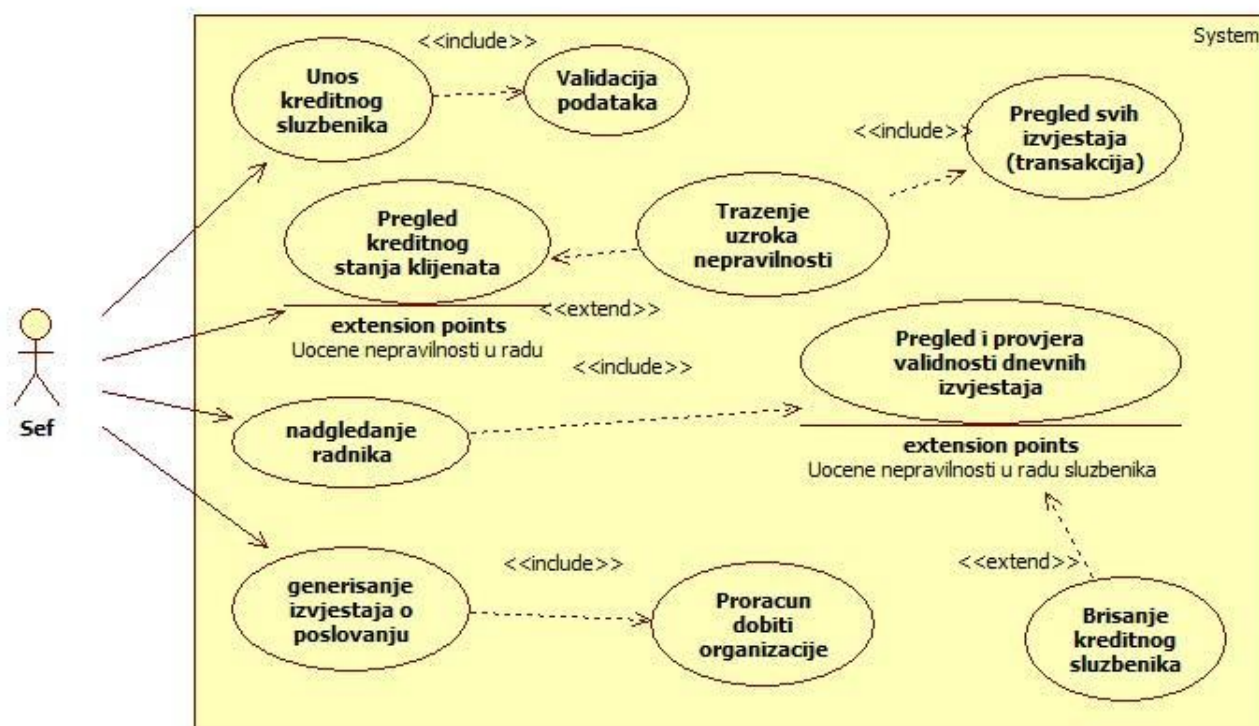 System
<<include>>
Unos
kreditnog
sluzbenika
Validacija
podataka
<<include>>
Pregled svih
izvjestaja
(transakcija)
Pregled
kreditnog
stanja klijenata
Trazenje
uzroka
nepravilnosti
<<extend>>
extension points
Uocene nepravilnosti u radu
Pregled i provjera
validnosti dnevnih
izvjestaja
<<include>>
Sef
nadgledanje
radnika
extension points
Uocene nepravilnosti u radu sluzbenika
<<include>>
<<extend>>
generisanje
izvjestaja o
poslovanju
Proracun
dobiti
organizacije
Brisanje
kreditnog
sluzbenika